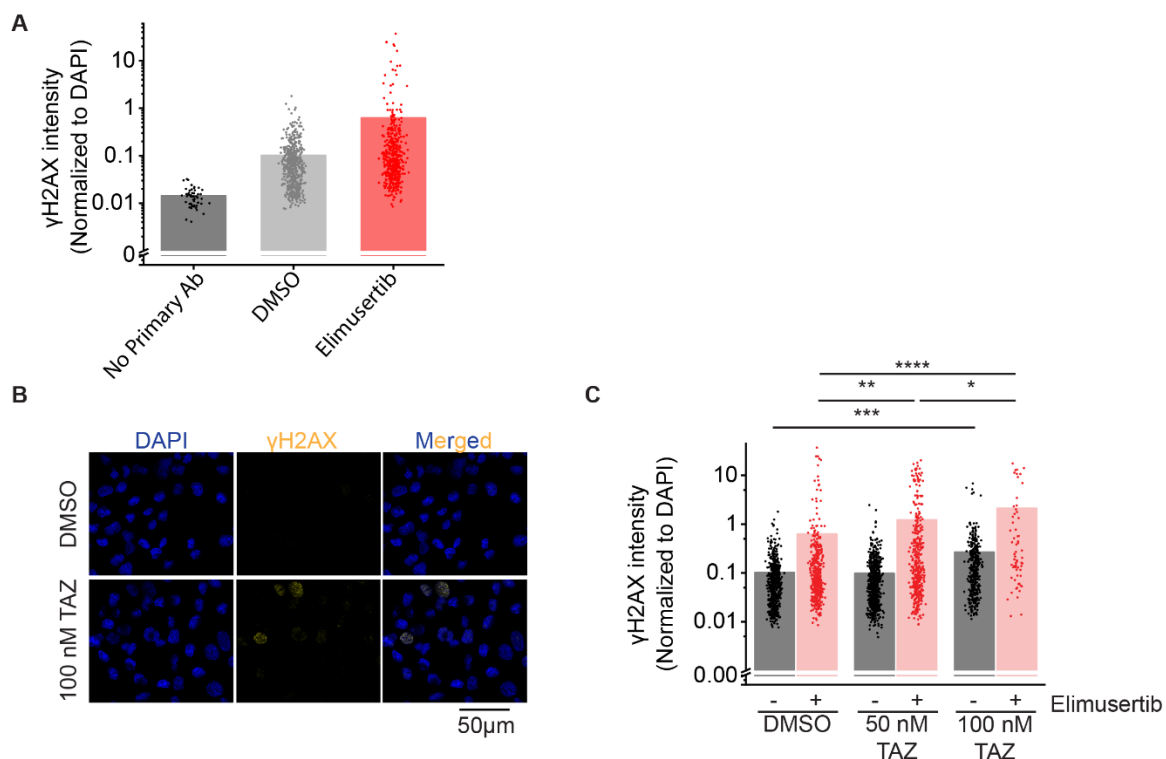 A
γH2AX intensity
(Normalized to DAPI)
10
1
0.1
0.01
0
No Primary Ab
DMSO
Elimusertib
B
DAPI
γH2AX
Merged
DMSO
100 nM TAZ
50μm
C
****
** *
***
γH2AX intensity
(Normalized to DAPI)
10
1
0.1
0.01
0.00
- + - + - + Elimusertib
DMSO 50 nM 100 nM
TAZ TAZ